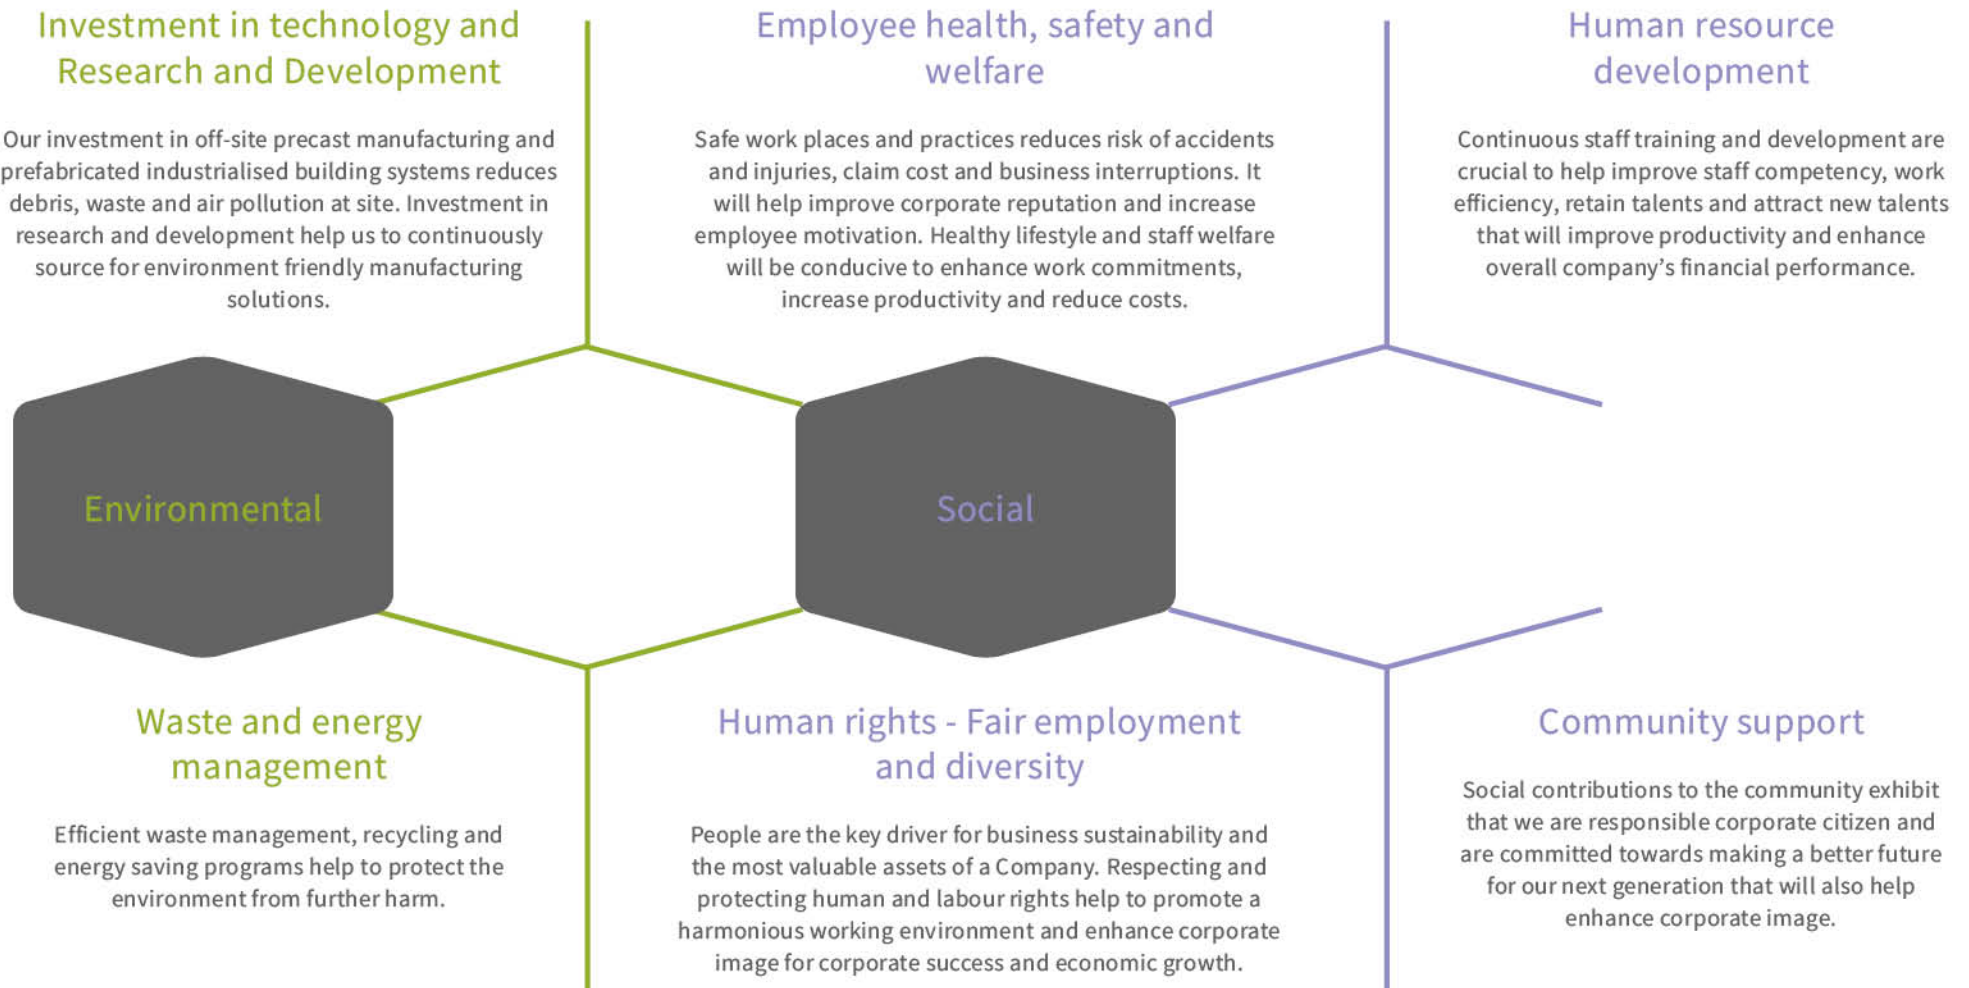 Investment in technology and
Research and Development
Our investment in off-site precast manufacturing and
prefabricated industrialised building systems reduces
debris, waste and air pollution at site. Investment in
research and development help us to continuously
source for environment friendly manufacturing
solutions.
Employee health, safety and
welfare
Safe work places and practices reduces risk of accidents
and injuries, claim cost and business interruptions. It
will help improve corporate reputation and increase
employee motivation. Healthy lifestyle and staff welfare
will be conducive to enhance work commitments,
increase productivity and reduce costs.
Human resource
development
Continuous staff training and development are
crucial to help improve staff competency, work
efficiency, retain talents and attract new talents
that will improve productivity and enhance
overall company's financial performance.
Environmental
Social
Waste and energy
management
Efficient waste management, recycling and
energy saving programs help to protect the
environment from further harm.
Human rights - Fair employment
and diversity
People are the key driver for business sustainability and
the most valuable assets of a Company. Respecting and
protecting human and labour rights help to promote a
harmonious working environment and enhance corporate
image for corporate success and economic growth.
Community support
Social contributions to the community exhibit
that we are responsible corporate citizen and
are committed towards making a better future
for our next generation that will also help
enhance corporate image.